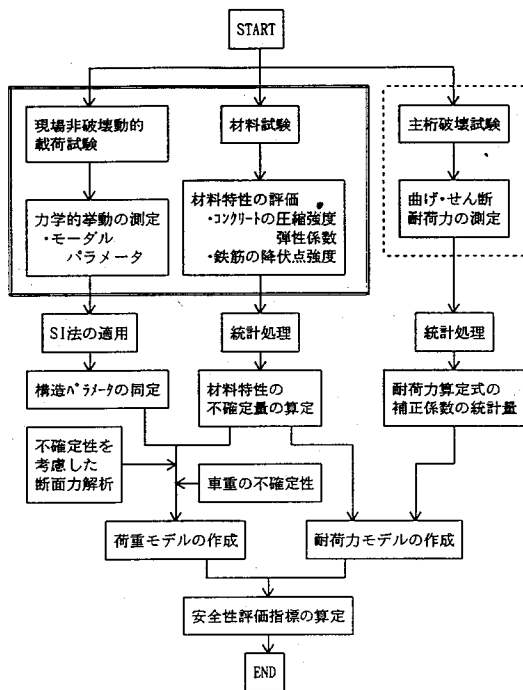 START
現場非破壊動的
載荷試験
材料試験
主桁破壊試験
力学的挙動の測定
・モーダル
パラメータ
材料特性の評価
・コンクリートの圧縮強度
弾性係数
・鉄筋の降伏点強度
曲げ・せん断
耐荷力の測定
SI法の適用
統計処理
統計処理
構造パラメータの同定
材料特性の
不確定量の算定
耐荷力算定式の
補正係数の統計量
不確定性を
考慮した
断面力解析
車重の不確定性
荷重モデルの作成
耐荷力モデルの作成
安全性評価指標の算定
END